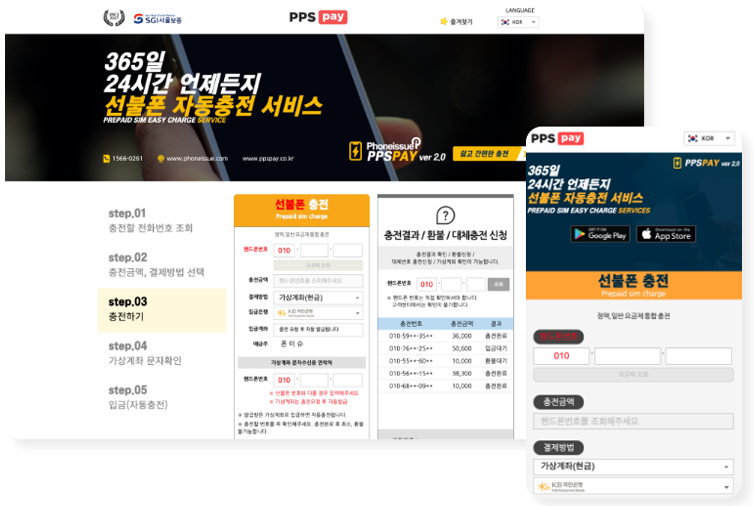 SGI서울보증
PPS pay
즐겨찾기
LANGUAGE
KOR
365일
24시간 언제든지
선불폰 자동충전 서비스
PREPAID SIM EASY CHARGE SERVICE
1566-0261
www.phoneissue.com
www.ppspay.co.kr
Phoneissue
PPSPAY ver 2.0
쉽고 간편한 충전
step.01
충전할 전화번호 조회
step.02
충전금액, 결제방법 선택
step.03
충전하기
step.04
가상계좌 문자확인
step.05
입금(자동충전)
선불폰 충전
Prepaid sim charge
정액,일반요금제 통합 충전
핸드폰번호 010 - -
요금제 조회
충전금액 핸드폰번호를 조회해주세요
결제방법 가상계좌(현금)
입금은행 KB국민은행
입금계좌 충전 요청 후 자동 발급됩니다
예금주 폰이슈
가상계좌 문자수신용 연락처
핸드폰번호 010 - -
※ 선불폰 번호와 다를 경우 입력해주세요
※ 가상계좌는 충전요청 후 자동발급
※ 발급받은 가상계좌로 입금하면 자동충전됩니다.
※ 충전할 번호를 꼭 확인해주세요. 충전완료 후 취소, 환불
불가능합니다.
충전결과 / 환불 / 대체충전 신청
충전결과 확인 / 환불신청 /
대체번호 충전신청 / 가상계좌 확인이 가능합니다.
핸드폰번호 010 - - 조회
※ 핸드폰 번호는 직접 확인하셔야 합니다.
고객센터에서는 확인이 불가능합니다.
충전번호 충전금액 결과
010-59**-35** 36,000 충전완료
010-76**-25** 50,600 입금대기
010-55**-60** 10,000 환불대기
010-56**-15** 38,300 충전완료
010-68**-09** 10,000 충전완료
PPS pay
KOR
PPSPAY ver 2.0
365일
24시간 언제든지
선불폰 자동충전 서비스
PREPAID SIM EASY CHARGE SERVICES
GET IT ON
Google Play
Download on the
App Store
선불폰 충전
Prepaid sim charge
정액,일반 요금제 통합 충전
핸드폰번호
010 - -
요금제 조회
충전금액
핸드폰번호를 조회해주세요
결제방법
가상계좌(현금)
KB국민은행